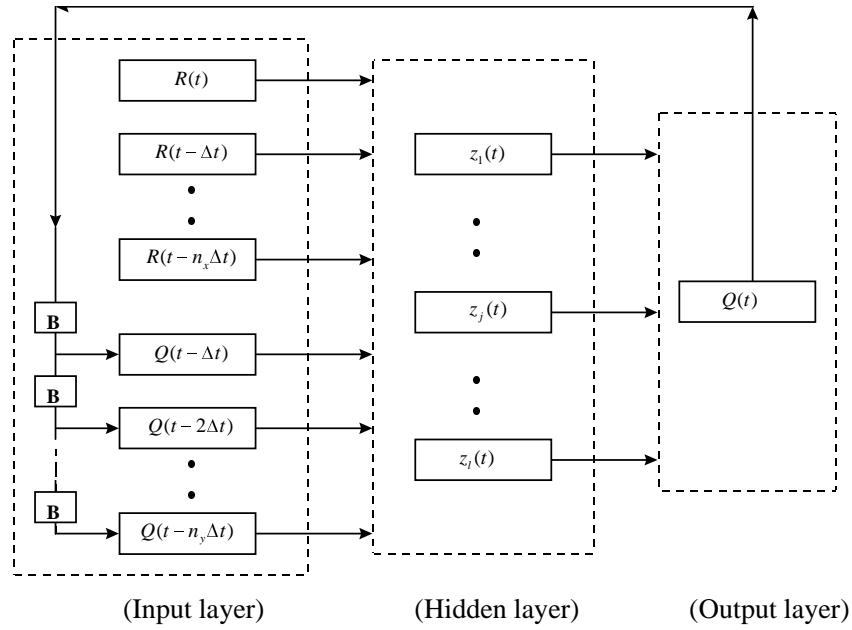 R(t)
R(t − Δt)
R(t − nₓΔt)
B
Q(t − Δt)
B
Q(t − 2Δt)
B
Q(t − n_yΔt)
z₁(t)
z_j(t)
z_l(t)
Q(t)
(Input layer) (Hidden layer) (Output layer)